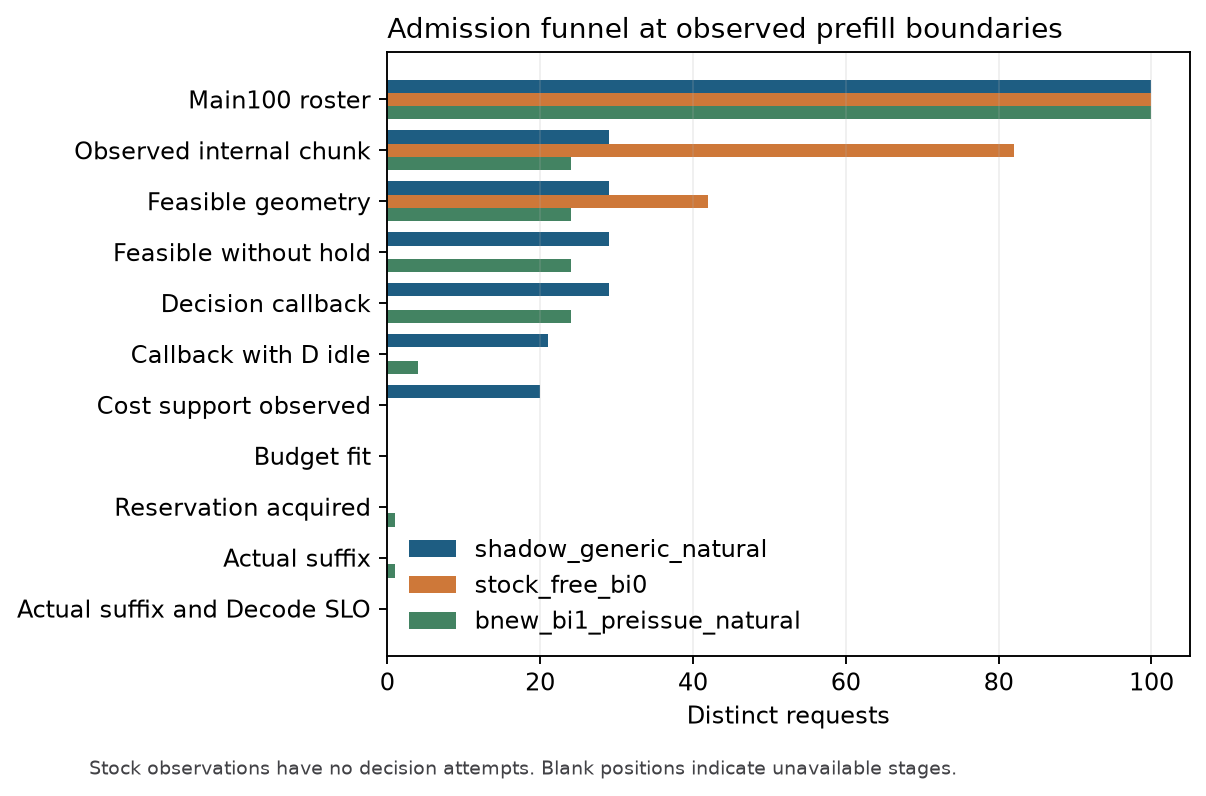 Admission funnel at observed prefill boundaries
Main100 roster
Observed internal chunk
Feasible geometry
Feasible without hold
Decision callback
Callback with D idle
Cost support observed
Budget fit
Reservation acquired
Actual suffix
Actual suffix and Decode SLO
shadow_generic_natural
stock_free_bi0
bnew_bi1_preissue_natural
0 20 40 60 80 100
Distinct requests
Stock observations have no decision attempts. Blank positions indicate unavailable stages.